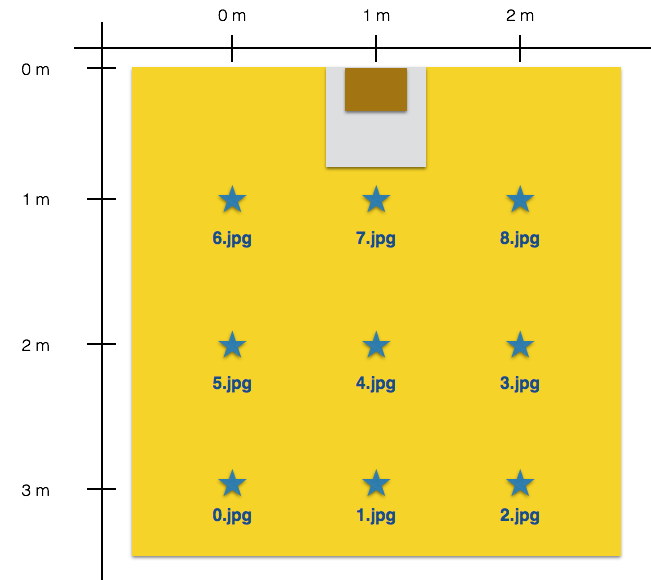 0 m 1 m 2 m
0 m
1 m
6.jpg 7.jpg 8.jpg
2 m
5.jpg 4.jpg 3.jpg
3 m
0.jpg 1.jpg 2.jpg